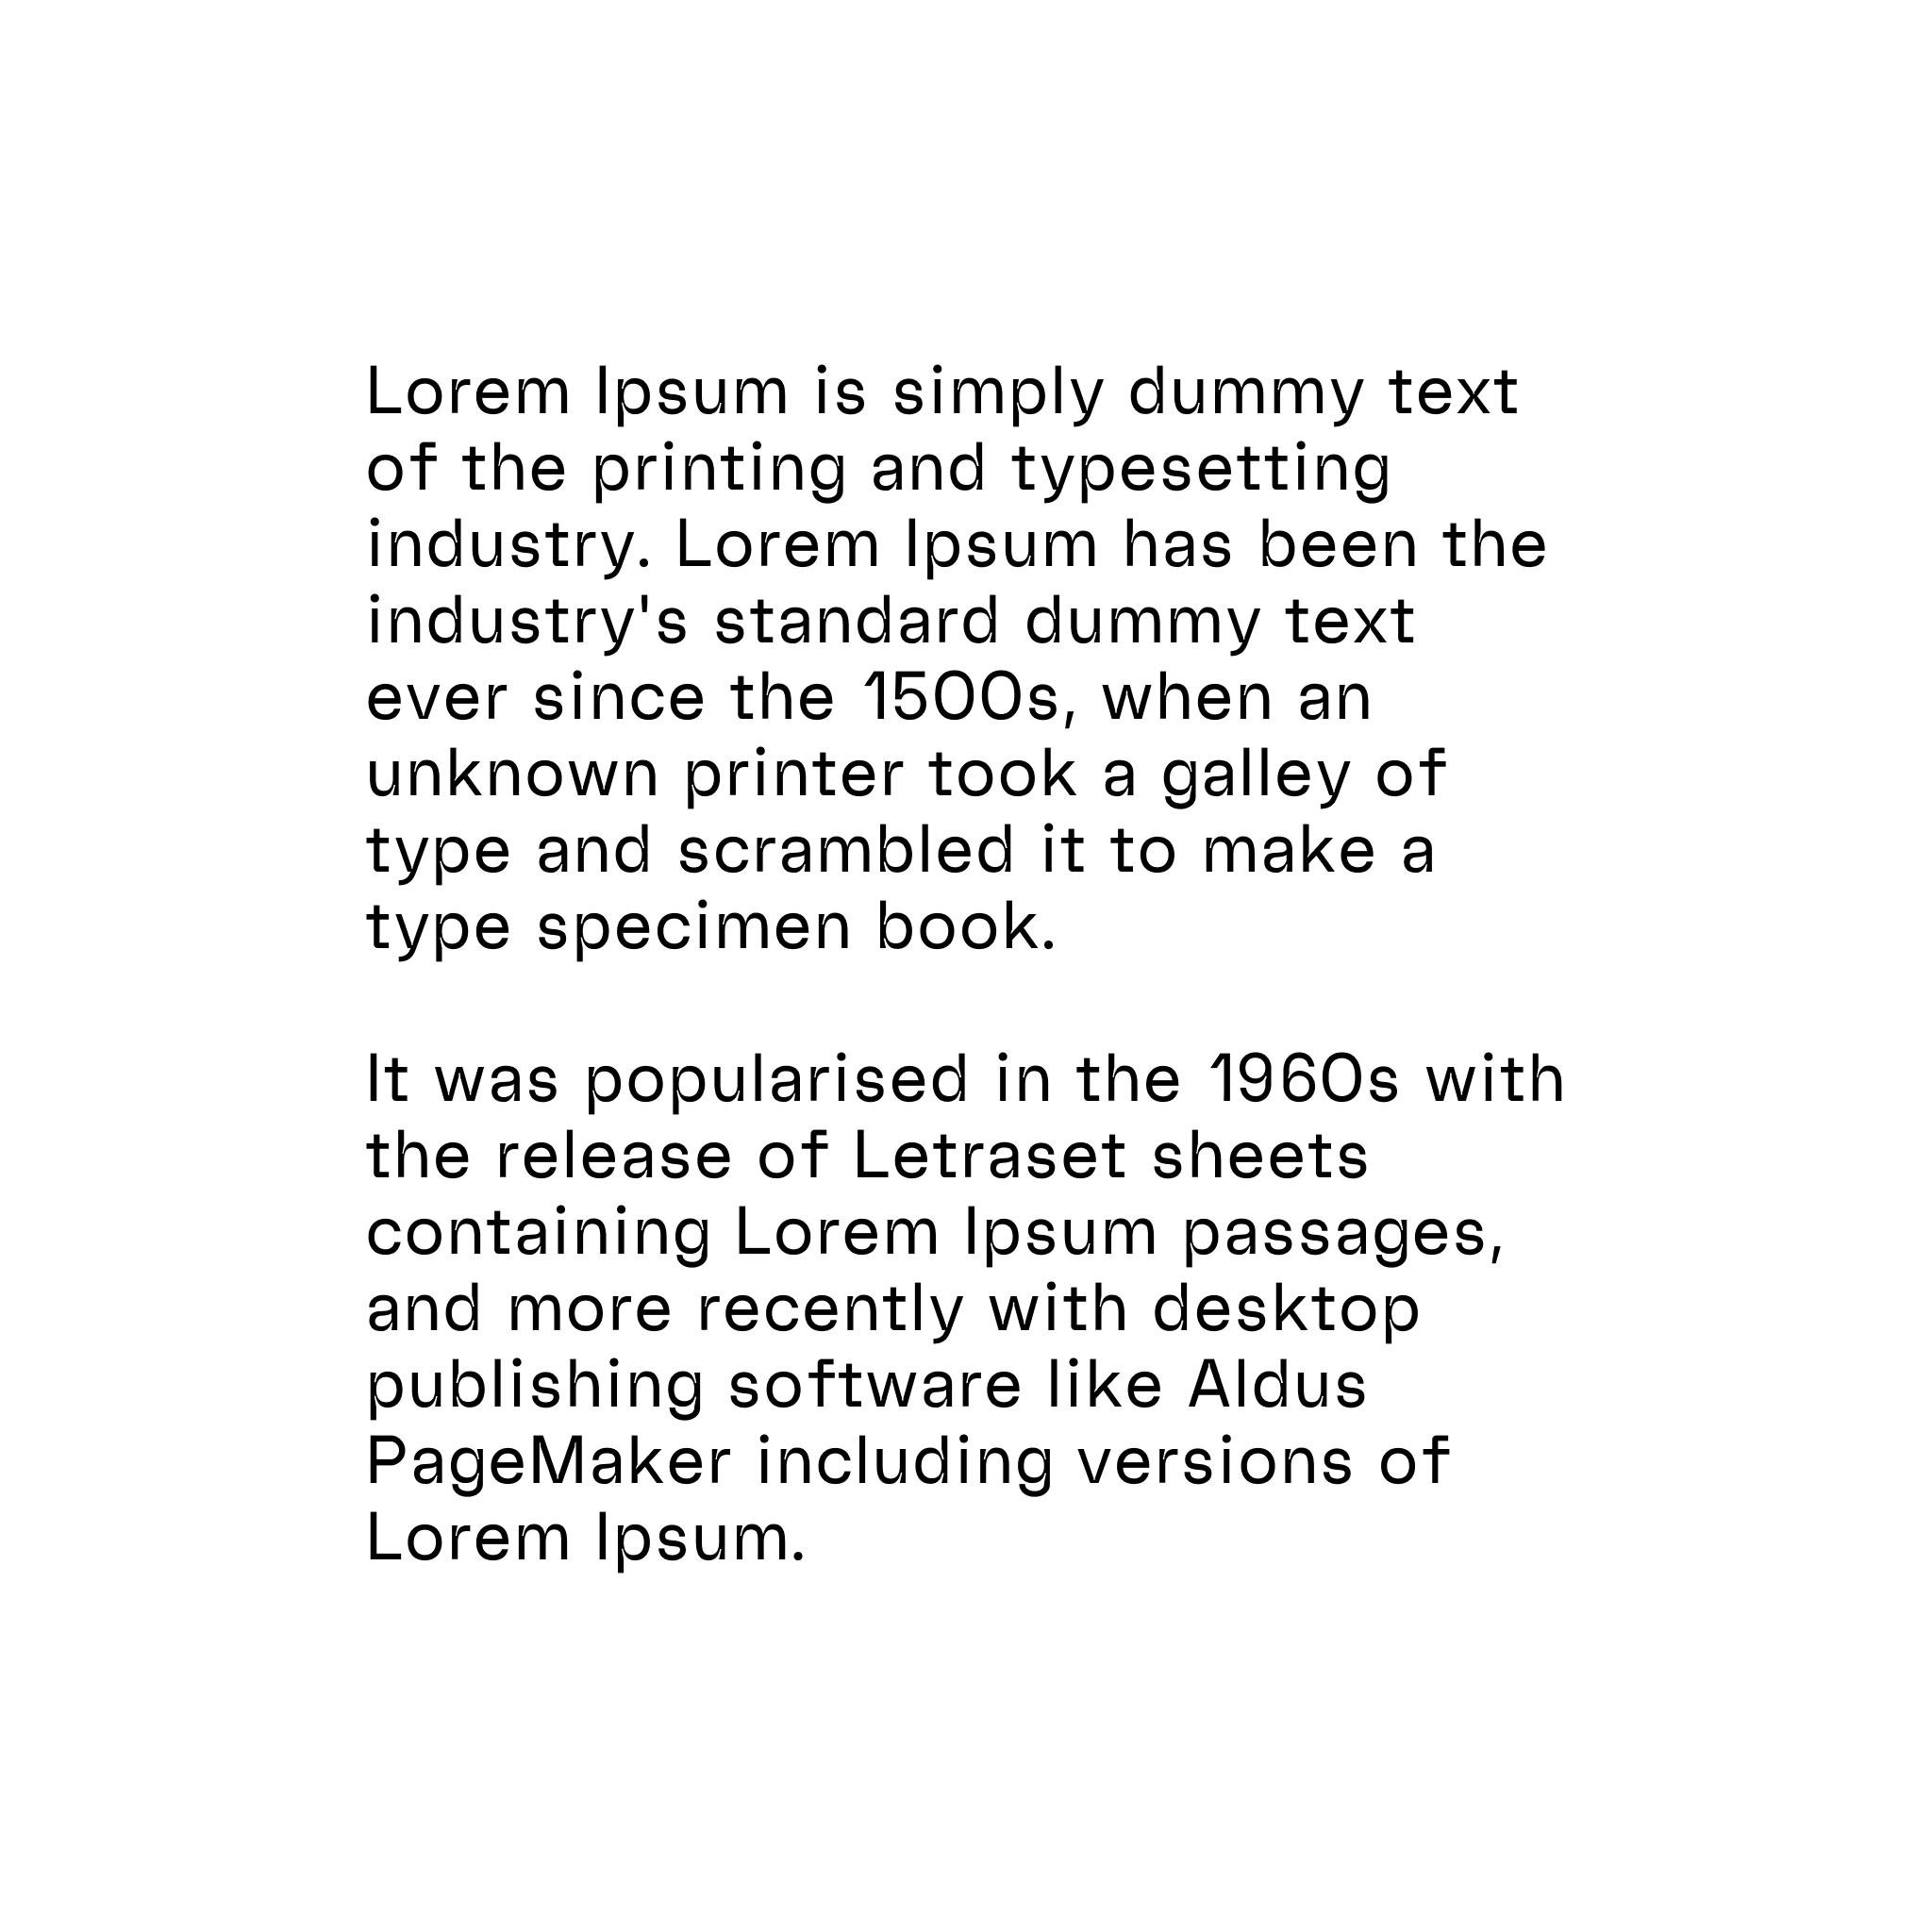 Lorem Ipsum is simply dummy text
of the printing and typesetting
industry. Lorem Ipsum has been the
industry's standard dummy text
ever since the 1500s, when an
unknown printer took a galley of
type and scrambled it to make a
type specimen book.
It was popularised in the 1960s with
the release of Letraset sheets
containing Lorem Ipsum passages,
and more recently with desktop
publishing software like Aldus
PageMaker including versions of
Lorem Ipsum.